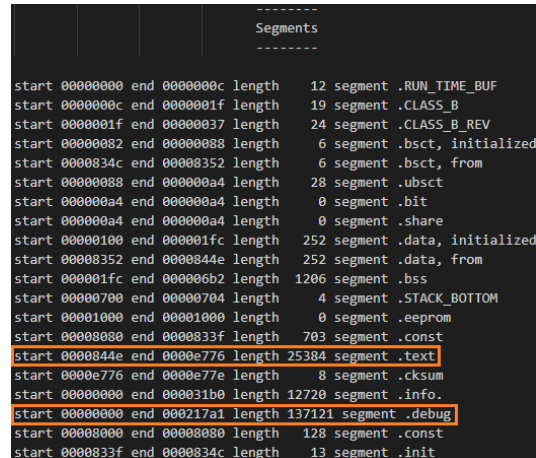 --------
Segments
--------
start 00000000 end 0000000c length    12 segment .RUN_TIME_BUF
start 0000000c end 0000001f length    19 segment .CLASS_B
start 0000001f end 00000037 length    24 segment .CLASS_B_REV
start 00000082 end 00000088 length     6 segment .bsct, initialized
start 0000834c end 00008352 length     6 segment .bsct, from
start 00000088 end 000000a4 length    28 segment .ubsct
start 000000a4 end 000000a4 length     0 segment .bit
start 000000a4 end 000000a4 length     0 segment .share
start 00000100 end 000001fc length   252 segment .data, initialized
start 00008352 end 0000844e length   252 segment .data, from
start 000001fc end 000006b2 length  1206 segment .bss
start 00000700 end 00000704 length     4 segment .STACK_BOTTOM
start 00001000 end 00001000 length     0 segment .eeprom
start 00008080 end 0000833f length   703 segment .const
start 0000844e end 0000e776 length 25384 segment .text
start 0000e776 end 0000e77e length     8 segment .cksum
start 00000000 end 000031b0 length 12720 segment .info.
start 00000000 end 000217a1 length 137121 segment .debug
start 00008000 end 00008080 length   128 segment .const
start 0000833f end 0000834c length    13 segment .init